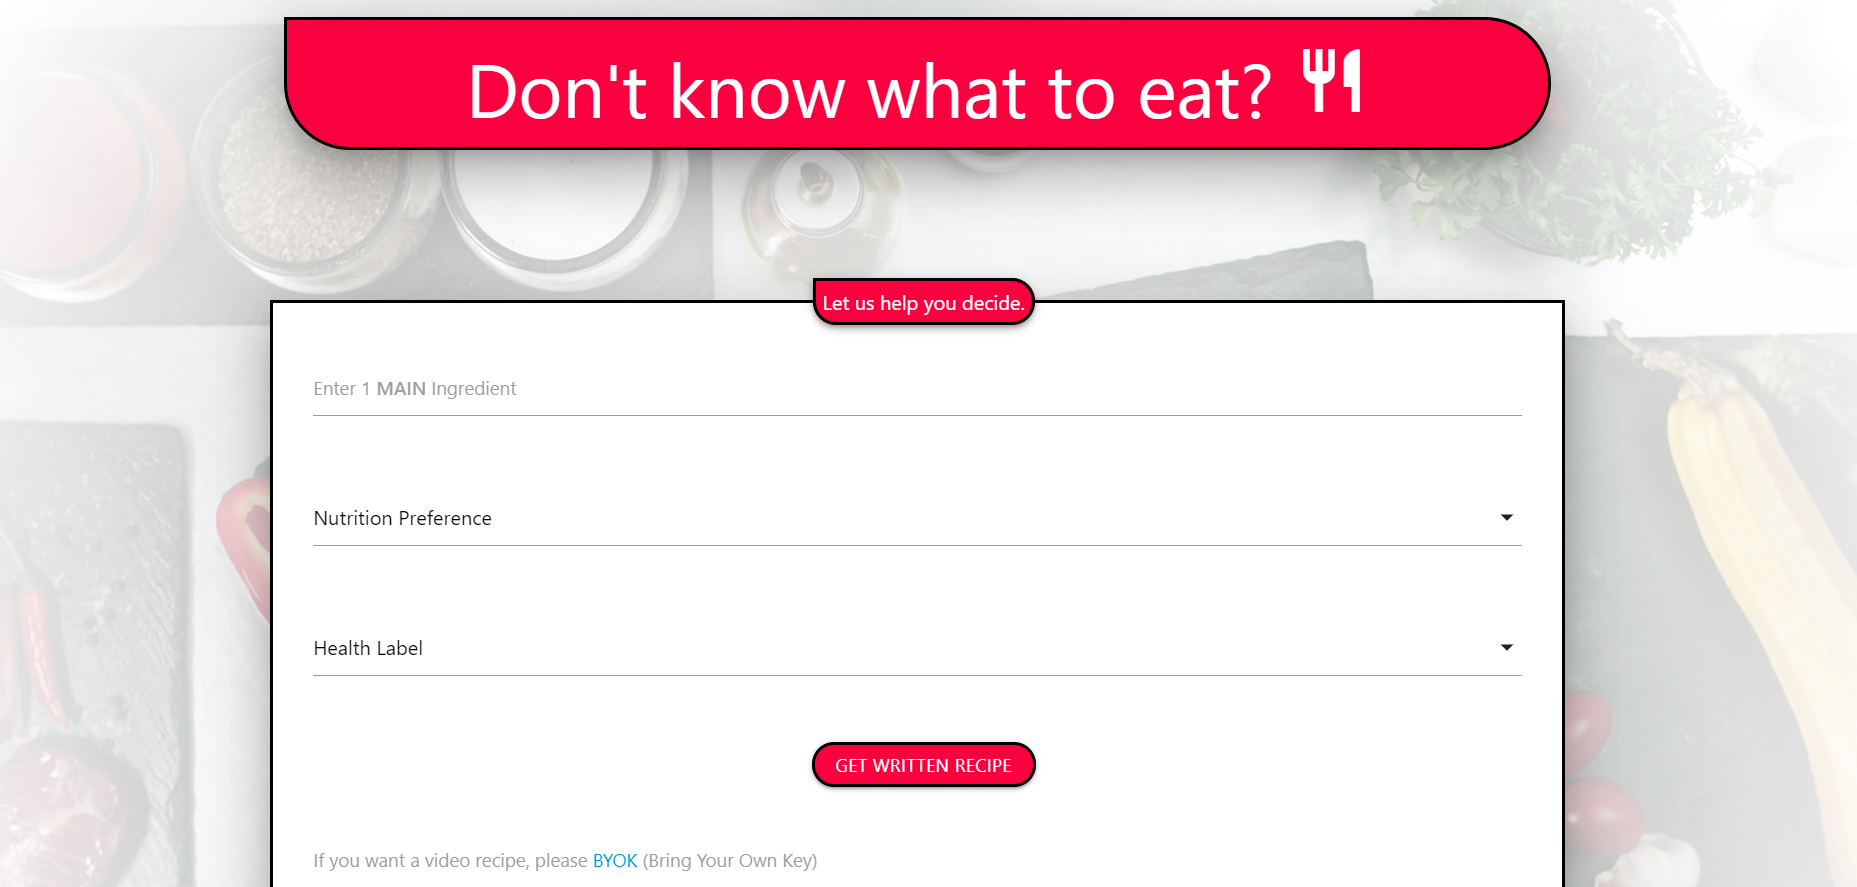 Don't know what to eat?
Let us help you decide.
Enter 1 MAIN Ingredient
Nutrition Preference
Health Label
GET WRITTEN RECIPE
If you want a video recipe, please BYOK (Bring Your Own Key)